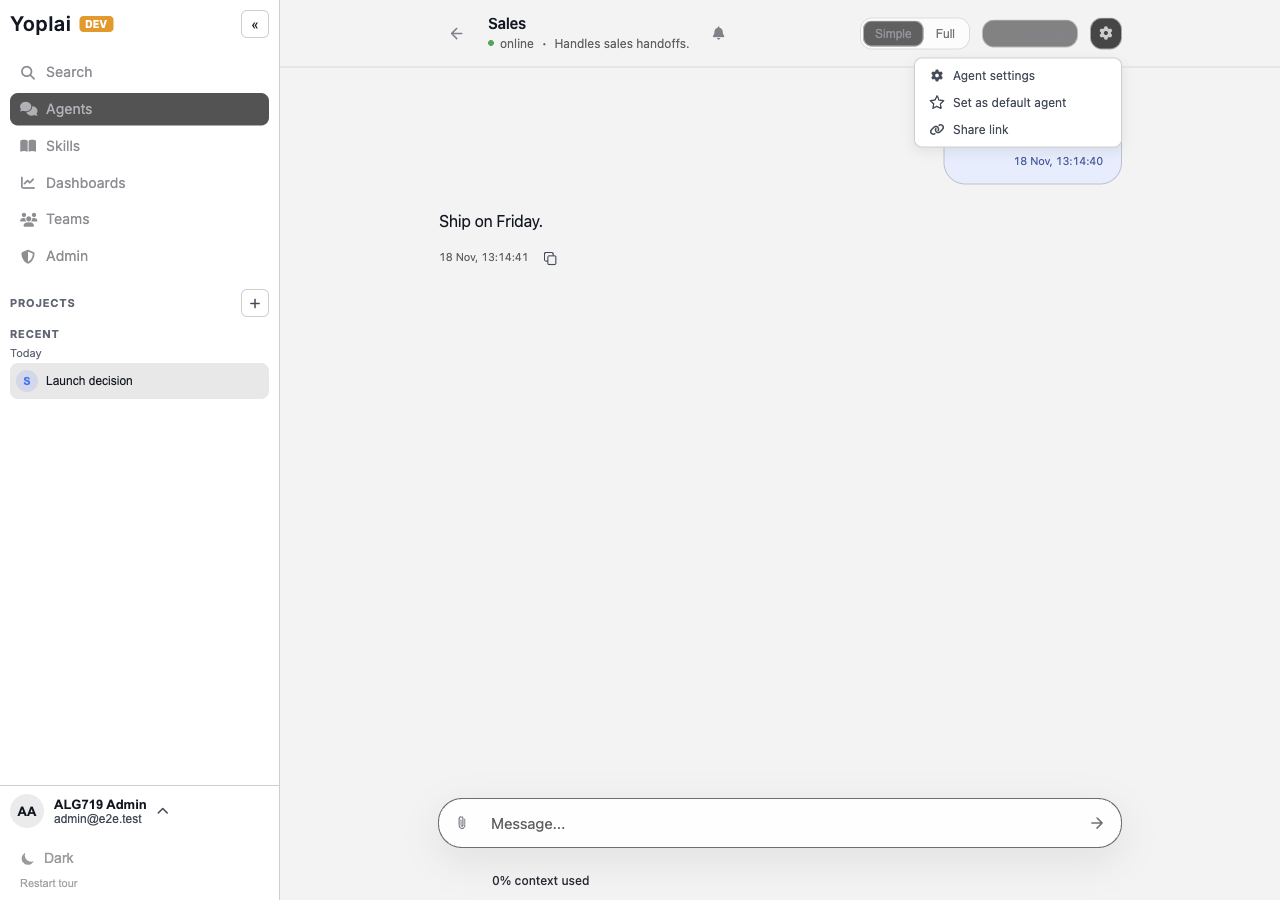 Yoplai DEV
«
Search
Agents
Skills
Dashboards
Teams
Admin
PROJECTS
+
RECENT
Today
S Launch decision
AA ALG719 Admin
admin@e2e.test
Dark
Restart tour
Sales
online · Handles sales handoffs.
Simple Full
Agent settings
Set as default agent
Share link
18 Nov, 13:14:40
Ship on Friday.
18 Nov, 13:14:41
Message...
0% context used